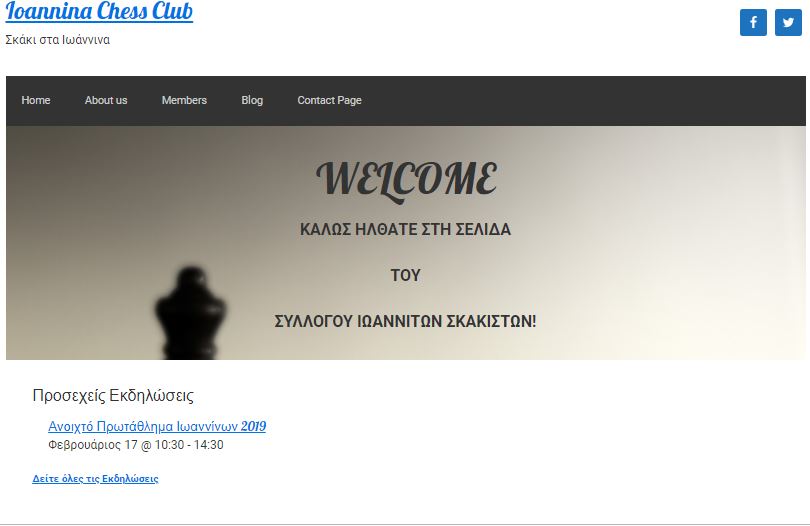 Ioannina Chess Club
Σκάκι στα Ιωάννινα
Home About us Members Blog Contact Page
WELCOME
ΚΑΛΩΣ ΗΛΘΑΤΕ ΣΤΗ ΣΕΛΙΔΑ
ΤΟΥ
ΣΥΛΛΟΓΟΥ ΙΩΑΝΝΙΤΩΝ ΣΚΑΚΙΣΤΩΝ!
Προσεχείς Εκδηλώσεις
Ανοιχτό Πρωτάθλημα Ιωαννίνων 2019
Φεβρουάριος 17 @ 10:30 - 14:30
Δείτε όλες τις Εκδηλώσεις